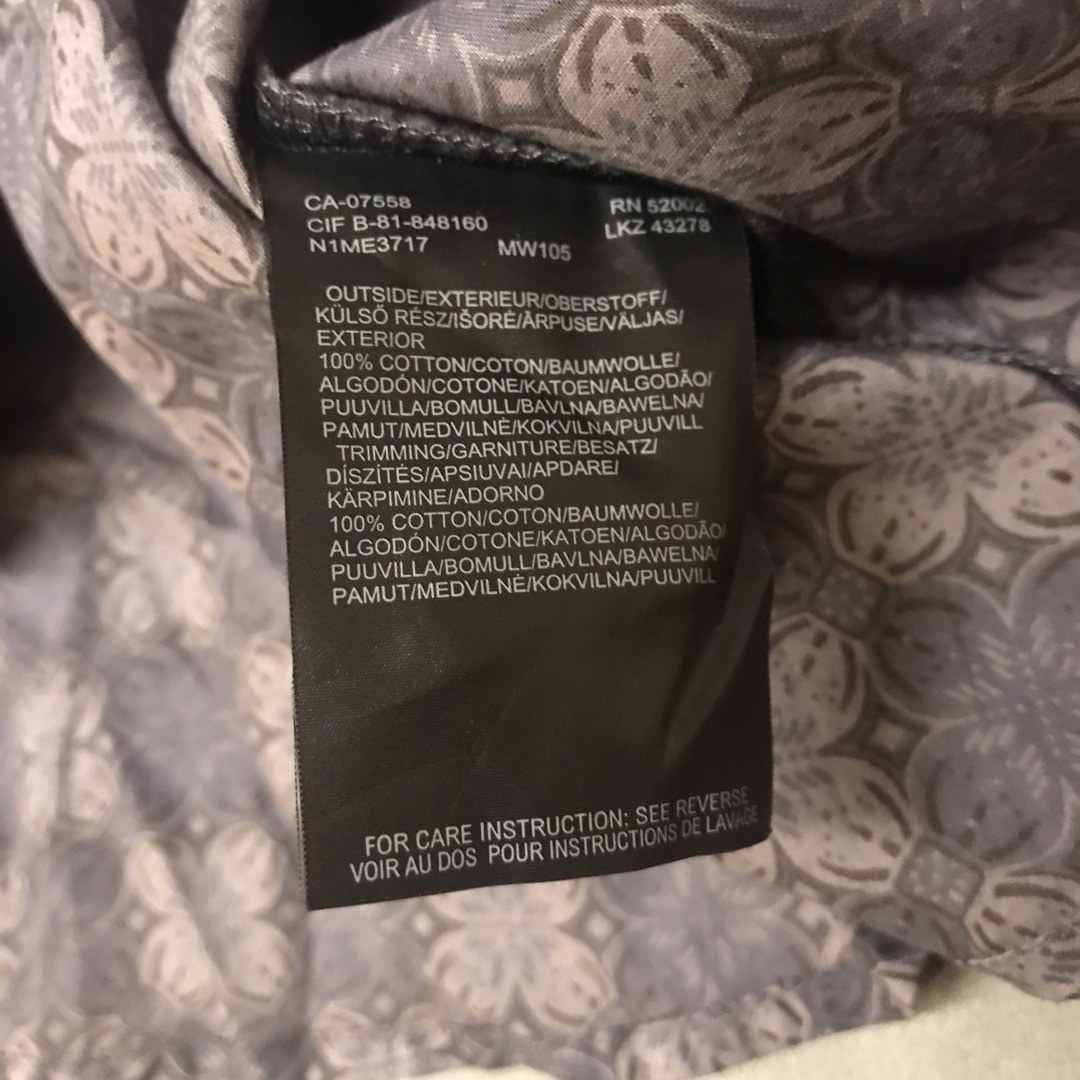 CA-07558 RN 52002
CIF B-81-848160 LKZ 43278
N1ME3717 MW105
OUTSIDE/EXTERIEUR/OBERSTOFF/
KÜLSŐ RÉSZ/IŠORĖ/ĀRPUSE/VÄLJAS/
EXTERIOR
100% COTTON/COTON/BAUMWOLLE/
ALGODÓN/COTONE/KATOEN/ALGODÃO/
PUUVILLA/BOMULL/BAVLNA/BAWELNA/
PAMUT/MEDVILNĖ/KOKVILNA/PUUVILL
TRIMMING/GARNITURE/BESATZ/
DÍSZÍTÉS/APSIUVAI/APDARE/
KÄRPIMINE/ADORNO
100% COTTON/COTON/BAUMWOLLE/
ALGODÓN/COTONE/KATOEN/ALGODÃO/
PUUVILLA/BOMULL/BAVLNA/BAWELNA/
PAMUT/MEDVILNĖ/KOKVILNA/PUUVILL
FOR CARE INSTRUCTION: SEE REVERSE
VOIR AU DOS POUR INSTRUCTIONS DE LAVAGE